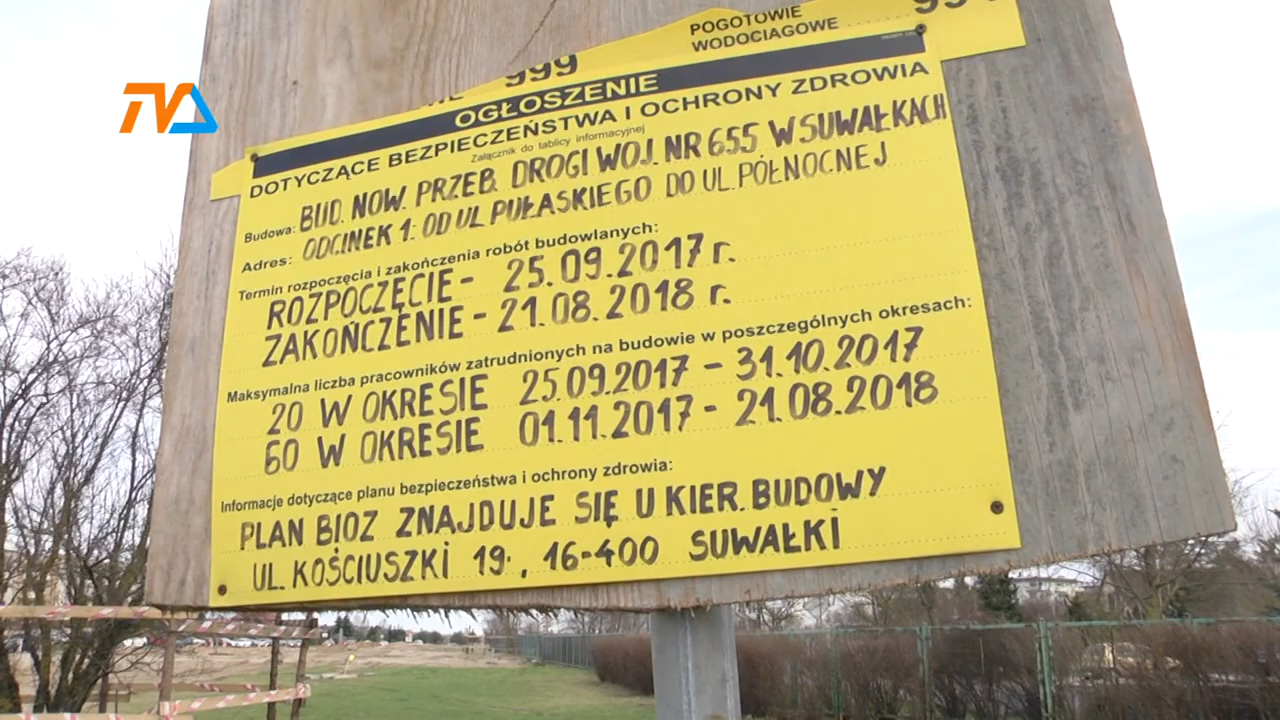 TVA
POGOTOWIE
WODOCIĄGOWE
999
OGŁOSZENIE
DOTYCZĄCE BEZPIECZEŃSTWA I OCHRONY ZDROWIA
Załącznik do tablicy informacyjnej
Budowa: BUD. NOW. PRZEB. DROGI WOJ. NR 655 W SUWAŁKACH
Adres: ODCINEK 1: OD UL. PUŁASKIEGO DO UL. PÓŁNOCNEJ
Termin rozpoczęcia i zakończenia robót budowlanych:
ROZPOCZĘCIE - 25.09.2017 r.
ZAKOŃCZENIE - 21.08.2018 r.
Maksymalna liczba pracowników zatrudnionych na budowie w poszczególnych okresach:
20 W OKRESIE 25.09.2017 - 31.10.2017
60 W OKRESIE 01.11.2017 - 21.08.2018
Informacje dotyczące planu bezpieczeństwa i ochrony zdrowia:
PLAN BIOZ ZNAJDUJE SIĘ U KIER. BUDOWY
UL. KOŚCIUSZKI 19, 16-400 SUWAŁKI